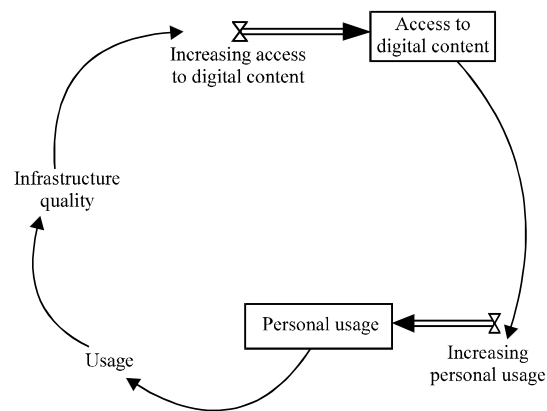 Access to
digital content
Increasing access
to digital content
Infrastructure
quality
Personal usage
Increasing
personal usage
Usage